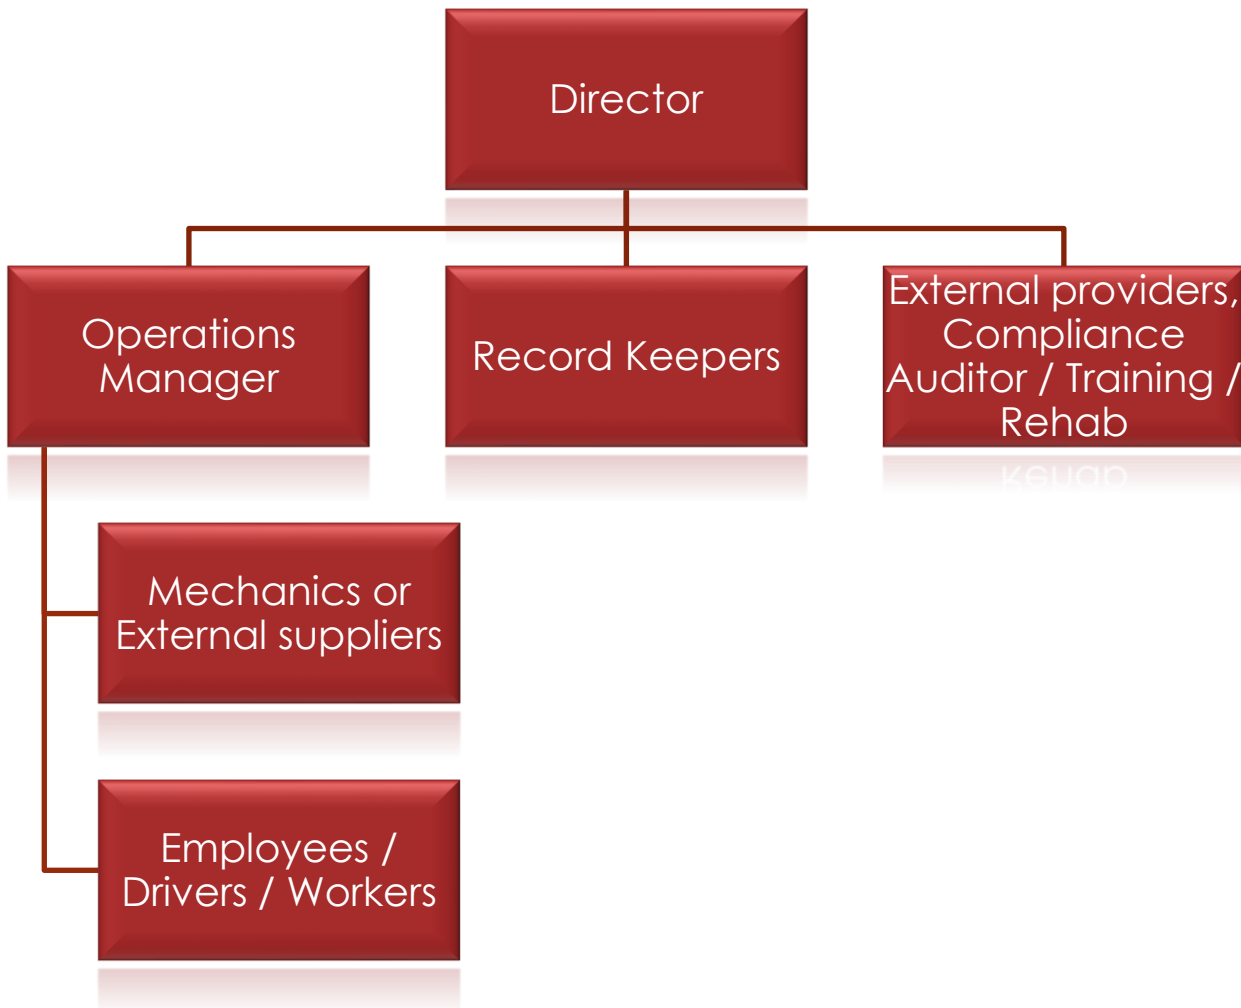 Director
Operations
Manager
Record Keepers
External providers,
Compliance
Auditor / Training /
Rehab
Mechanics or
External suppliers
Employees /
Drivers / Workers